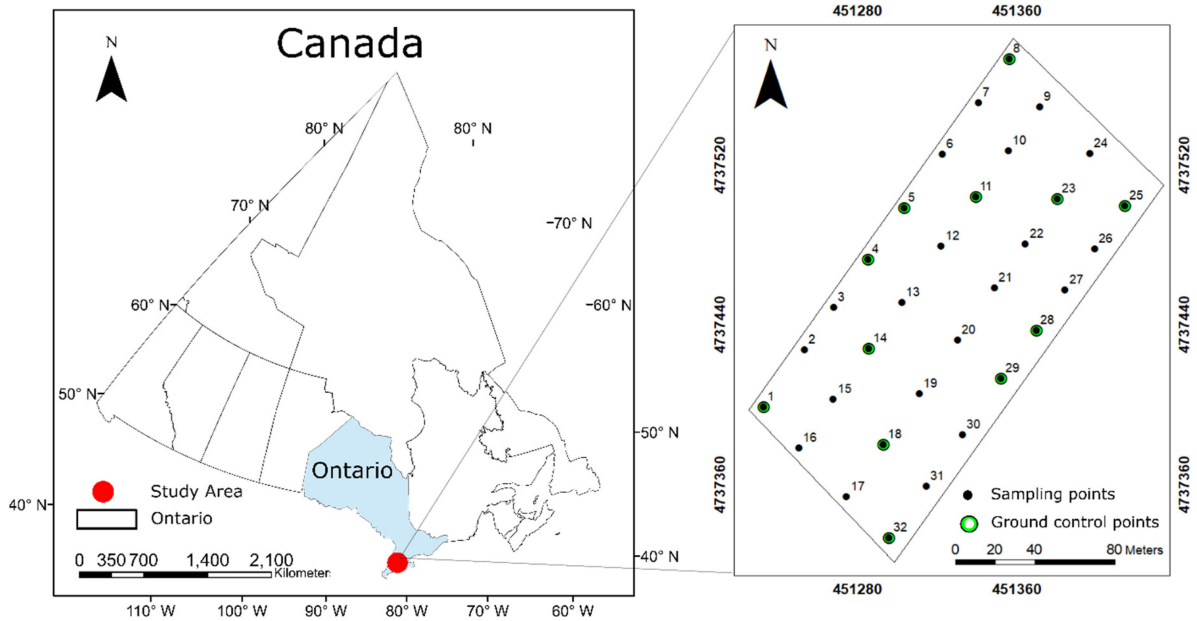 Canada
N
80° N
80° N
70° N
70° N
60° N
60° N
50° N
50° N
40° N
40° N
Ontario
Study Area
Ontario
0 350 700 1,400 2,100
Kilometer
110° W 100° W 90° W 80° W 70° W 60° W
451280 451360
N
4737520 4737520
4737440 4737440
4737360 4737360
8
7
9
6
10
24
5
11
23
25
4
12
22
26
3
13
21
27
2
14
20
28
1
15
19
29
16
18
30
17
31
32
Sampling points
Ground control points
0 20 40 80 Meters
451280 451360